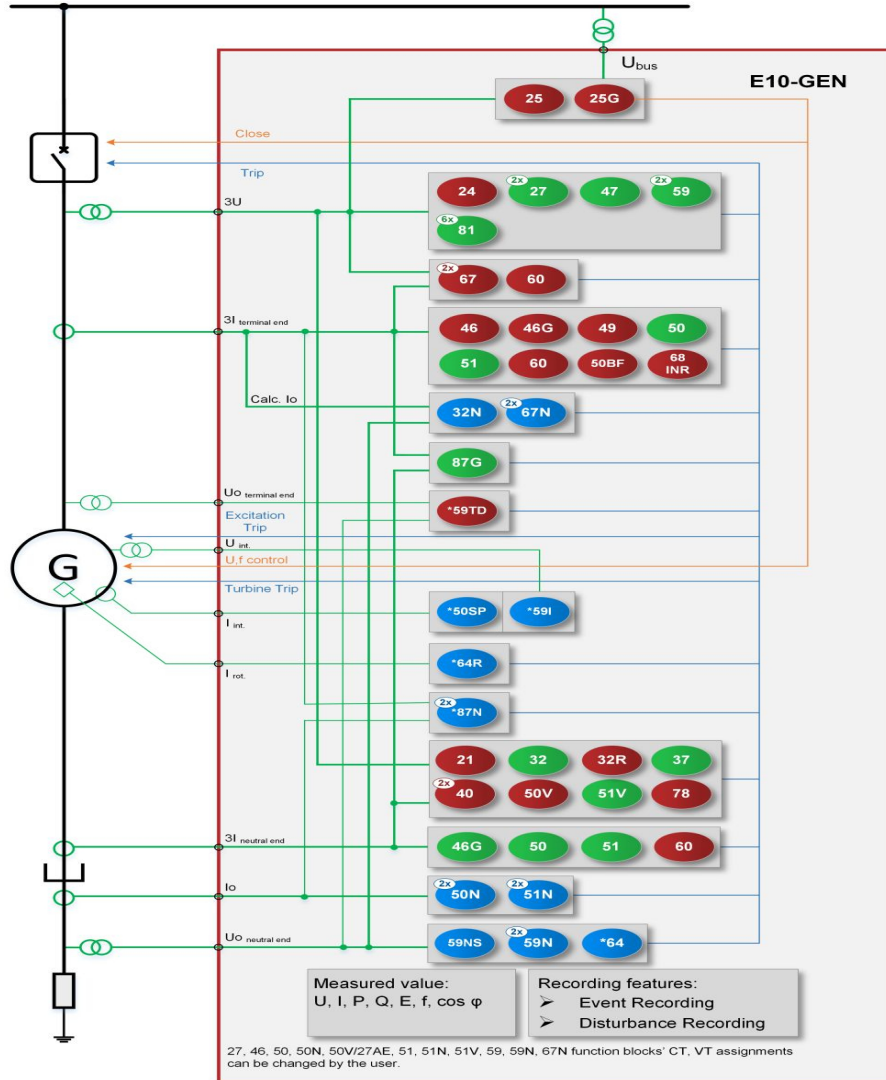 Ubus
E10-GEN
25 25G
Close
Trip
24 2x 27 47 2x 59
3U
6x 81
2x 67 60
3I terminal end
46 46G 49 50
51 60 50BF 68 INR
Calc. Io
32N 2x 67N
87G
Uo terminal end
*59TD
Excitation Trip
U int.
U,f control
G
Turbine Trip
*50SP *59I
I int.
*64R
I rot.
2x *87N
21 32 32R 37
2x 40 50V 51V 78
3I neutral end
46G 50 51 60
Io
2x 50N 2x 51N
Uo neutral end
59NS 2x 59N *64
Measured value:
U, I, P, Q, E, f, cos φ
Recording features:
➢ Event Recording
➢ Disturbance Recording
27, 46, 50, 50N, 50V/27AE, 51, 51N, 51V, 59, 59N, 67N function blocks' CT, VT assignments
can be changed by the user.